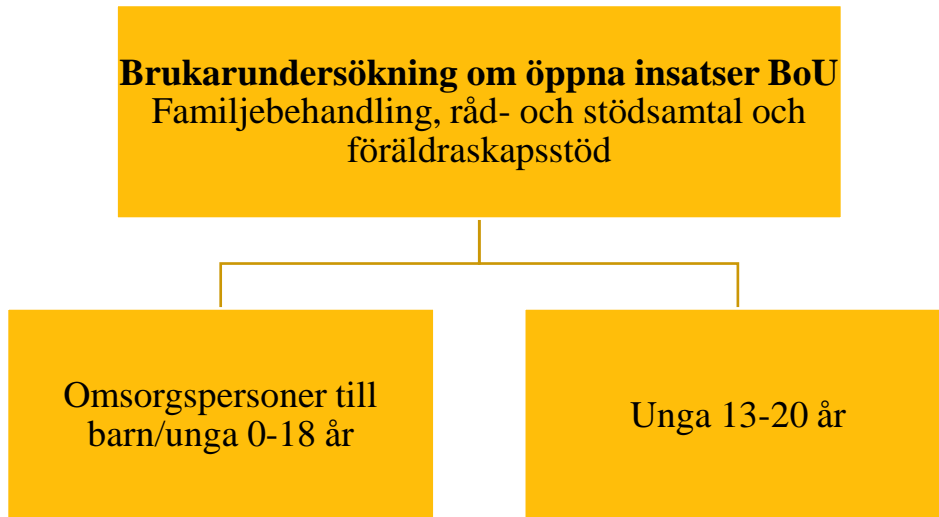 Brukarundersökning om öppna insatser BoU
Familjebehandling, råd- och stödsamtal och
föräldraskapsstöd
Omsorgspersoner till
barn/unga 0-18 år
Unga 13-20 år